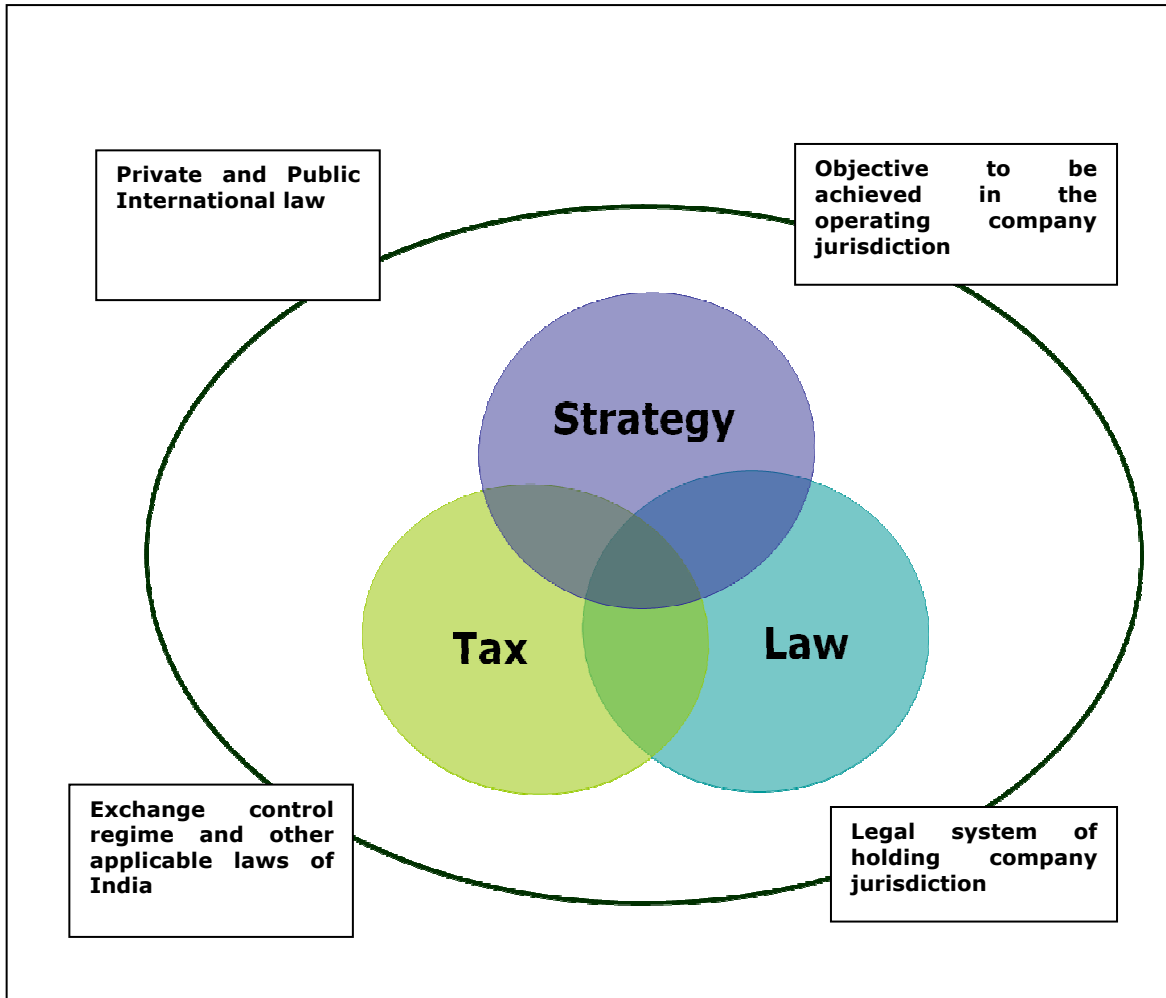 Private and Public
International law
Objective to be
achieved in the
operating company
jurisdiction
Strategy
Tax
Law
Exchange control
regime and other
applicable laws of
India
Legal system of
holding company
jurisdiction